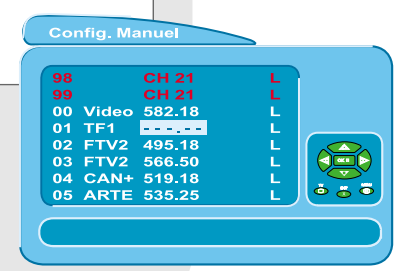 Config. Manuel
98 CH 21 L
99 CH 21 L
00 Video 582.18 L
01 TF1 - - - . - - L
02 FTV2 495.18 L
03 FTV2 566.50 L
04 CAN+ 519.18 L
05 ARTE 535.25 L